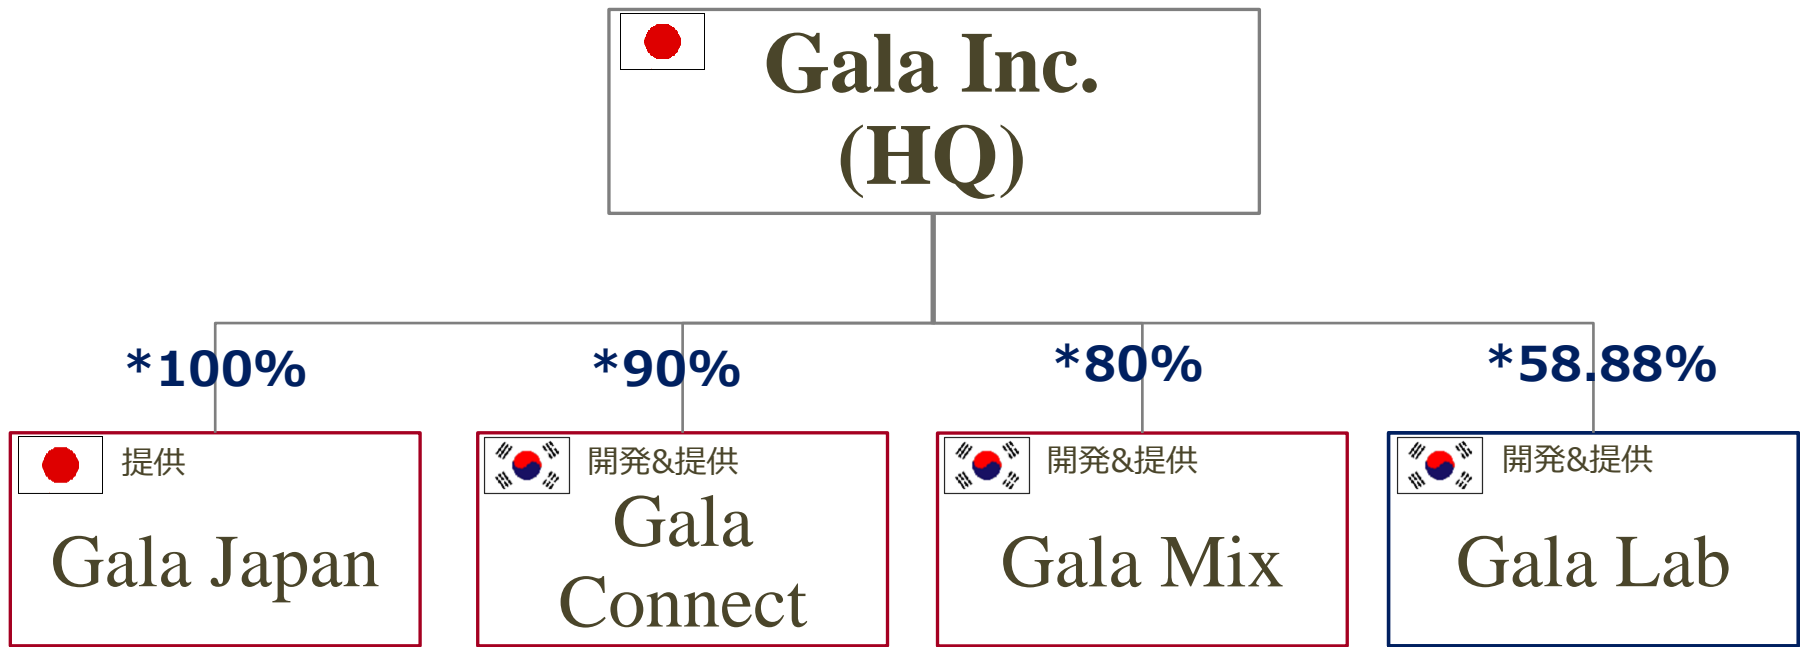 Gala Inc.
(HQ)
*100%
*90%
*80%
*58.88%
提供
Gala Japan
開発&提供
Gala
Connect
開発&提供
Gala Mix
開発&提供
Gala Lab